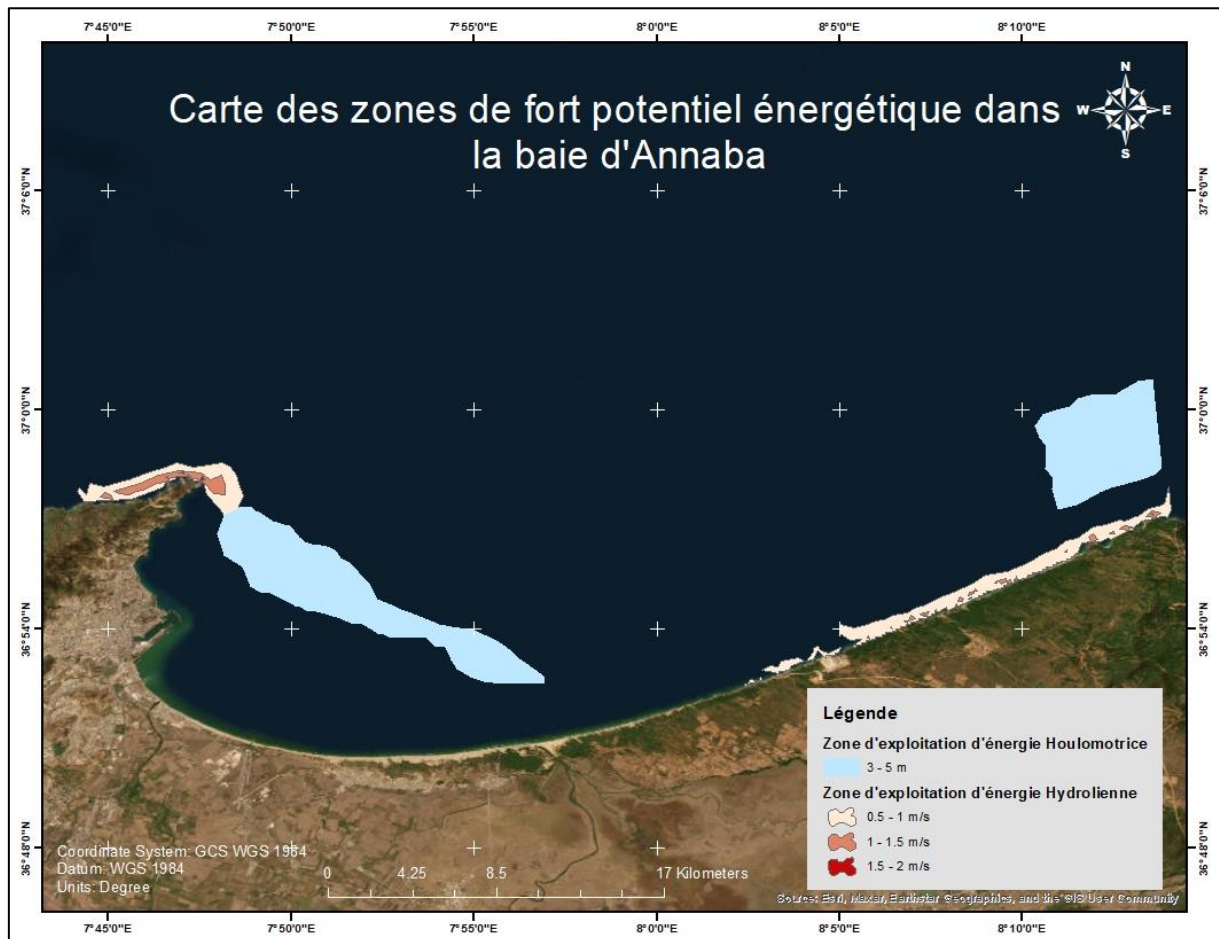 7°45'0"E 7°50'0"E 7°55'0"E 8°0'0"E 8°5'0"E 8°10'0"E
Carte des zones de fort potentiel énergétique dans
la baie d'Annaba
N
W E
S
37°6'0"N 37°6'0"N
37°0'0"N 37°0'0"N
36°54'0"N 36°54'0"N
36°48'0"N 36°48'0"N
Légende
Zone d'exploitation d'énergie Houlomotrice
3 - 5 m
Zone d'exploitation d'énergie Hydrolienne
0.5 - 1 m/s
1 - 1.5 m/s
1.5 - 2 m/s
Coordinate System: GCS WGS 1984
Datum: WGS 1984
Units: Degree
0 4.25 8.5 17 Kilometers
Source: Esri, Maxar, Earthstar Geographics, and the GIS User Community
7°45'0"E 7°50'0"E 7°55'0"E 8°0'0"E 8°5'0"E 8°10'0"E